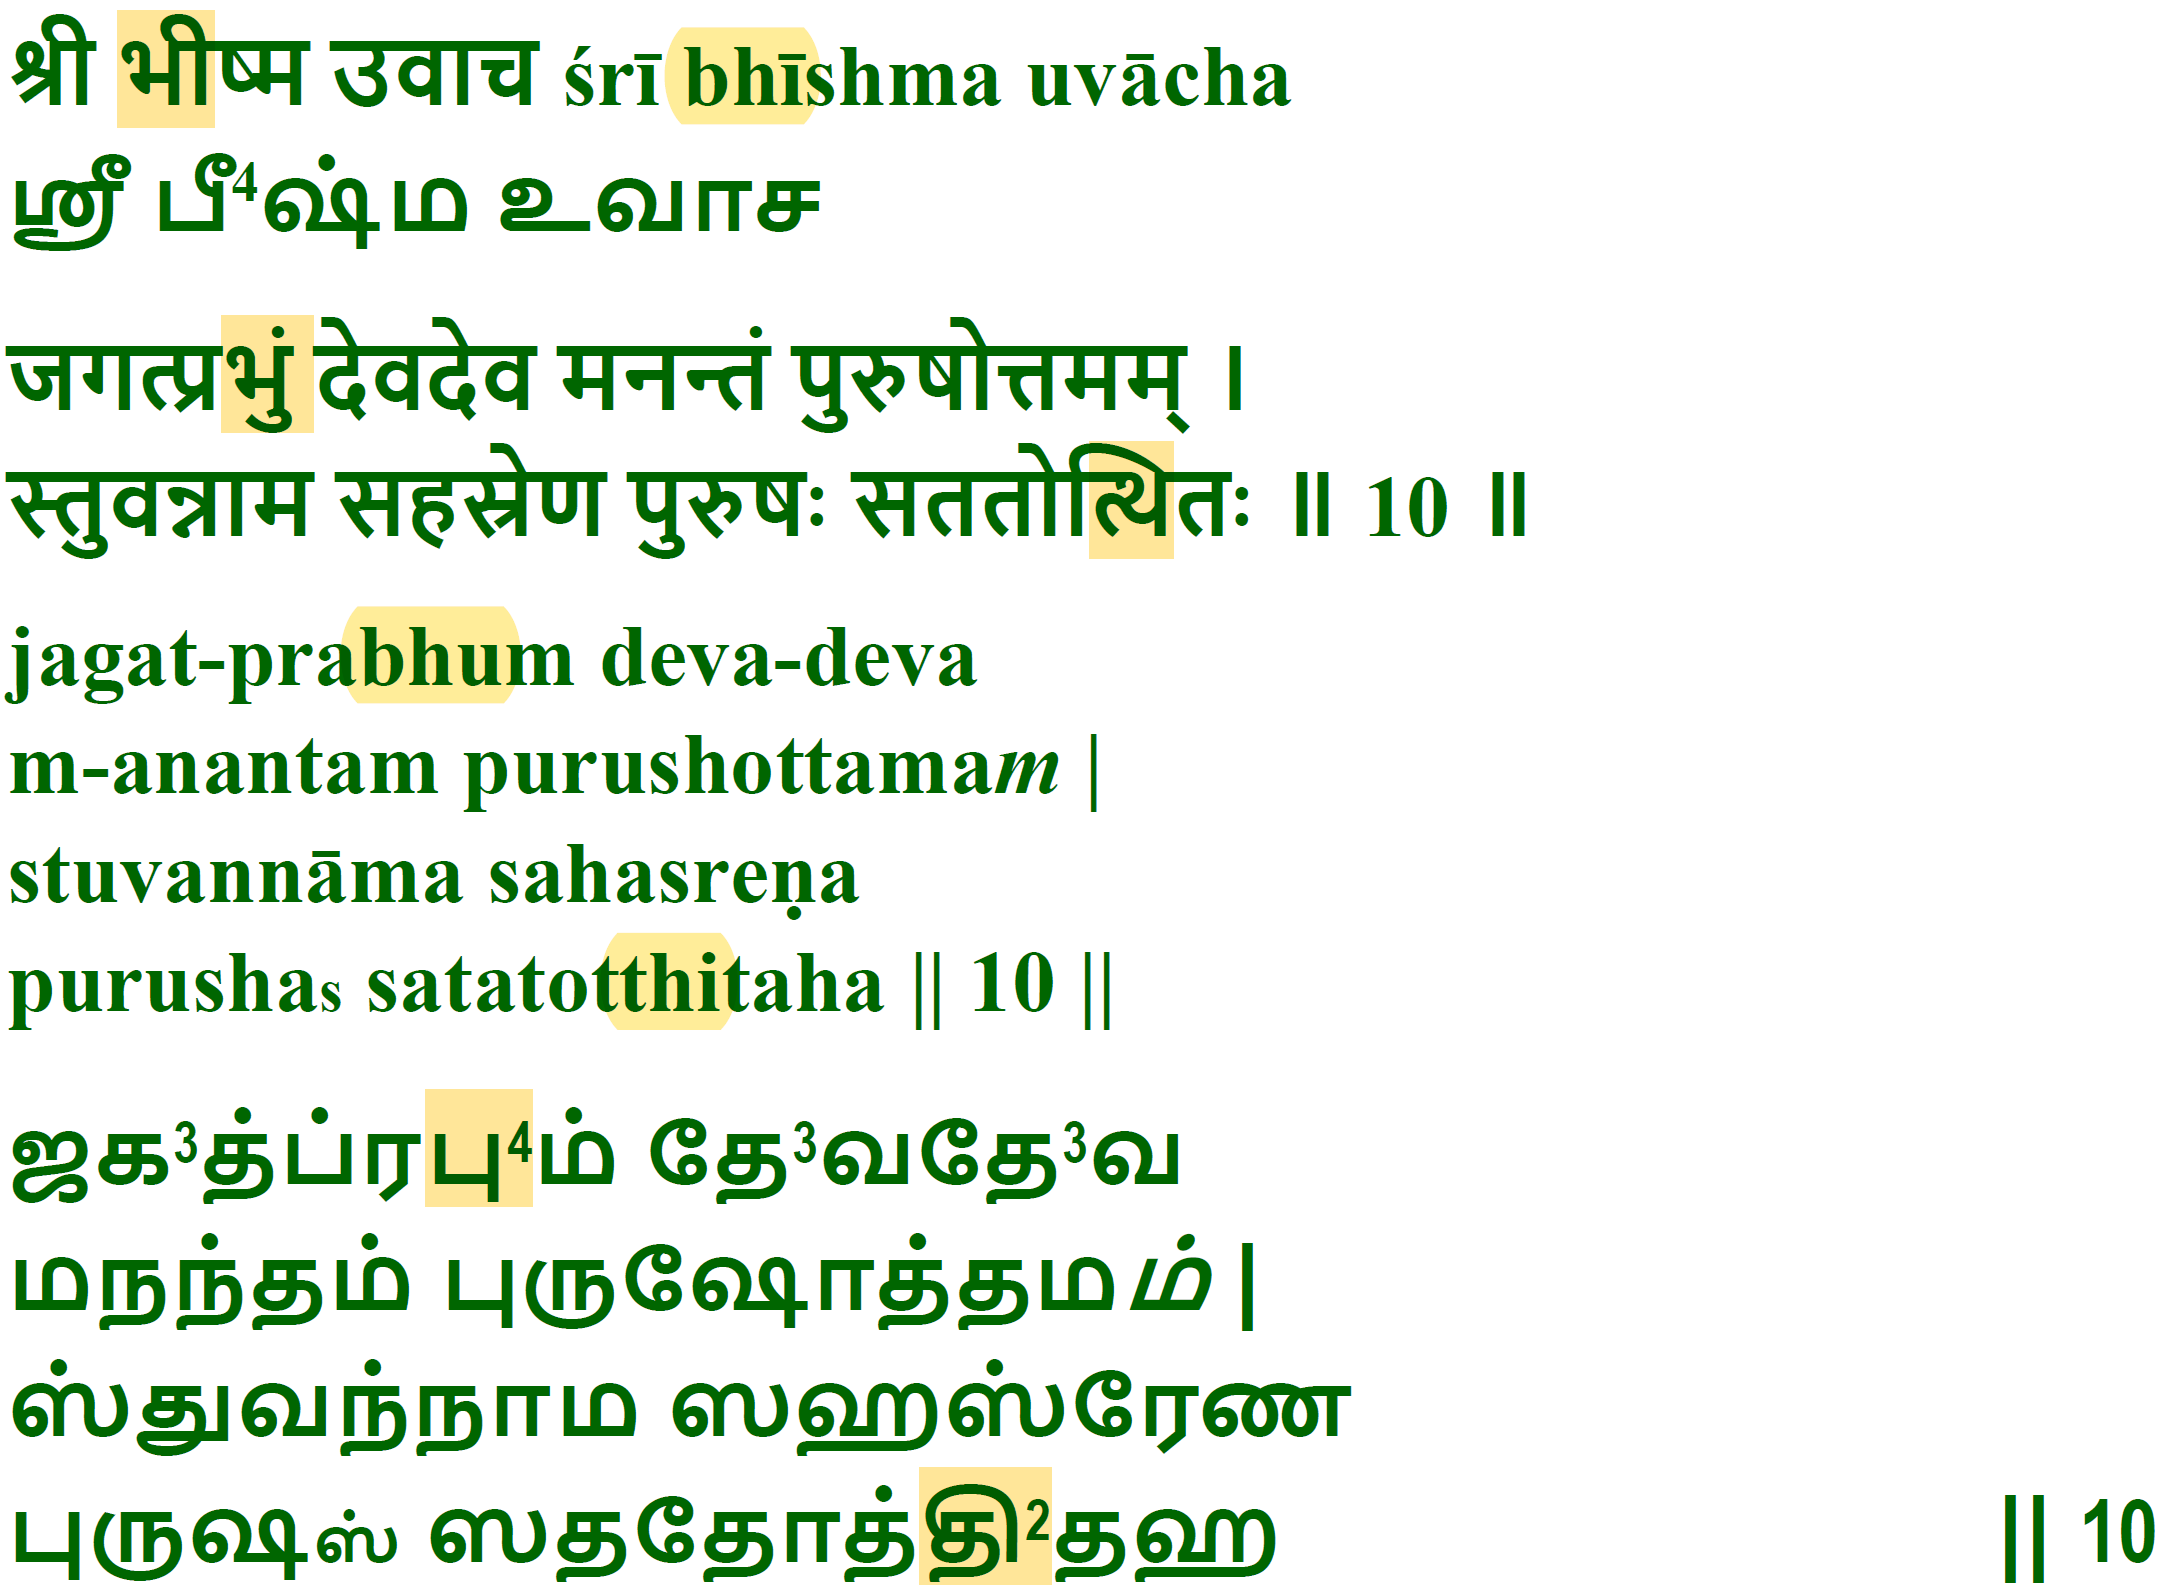 श्री भीष्म उवाच śrī bhīshma uvācha
ஶ்ரீ பீ⁴ஷ்ம உவாச
जगत्प्रभुं देवदेव मनन्तं पुरुषोत्तमम् ।
स्तुवन्नाम सहस्रेण पुरुषः सततोत्थितः ॥ 10 ॥
jagat-prabhum deva-deva
m-anantam purushottamam |
stuvannāma sahasreṇa
purushas satatotthitaha || 10 ||
ஜக³த்ப்ரபு⁴ம் தே³வதே³வ
மநந்தம் புருஷோத்தமம் |
ஸ்துவந்நாம ஸஹஸ்ரேண
புருஷஸ் ஸததோத்தி²தஹ || 10